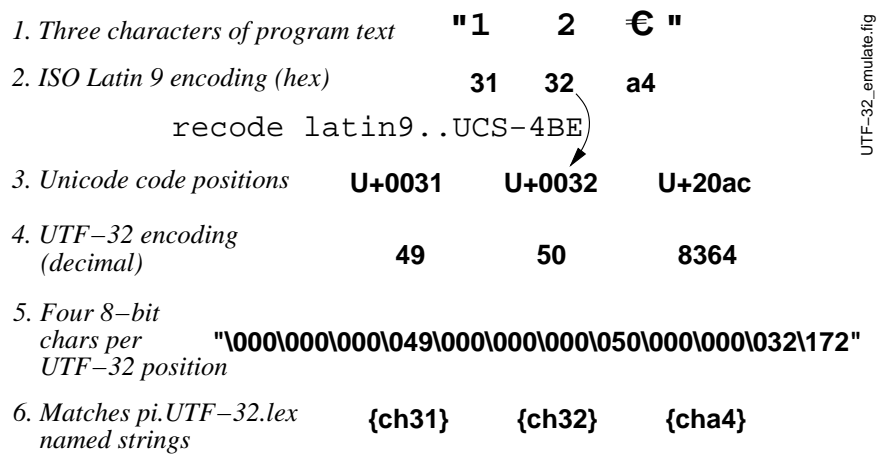 1. Three characters of program text "1 2 € "
2. ISO Latin 9 encoding (hex) 31 32 a4
recode latin9..UCS−4BE
3. Unicode code positions U+0031 U+0032 U+20ac
4. UTF−32 encoding
(decimal) 49 50 8364
5. Four 8−bit
chars per "\000\000\000\049\000\000\000\050\000\000\032\172"
UTF−32 position
6. Matches pi.UTF−32.lex {ch31} {ch32} {cha4}
named strings
UTF−32_emulate.fig